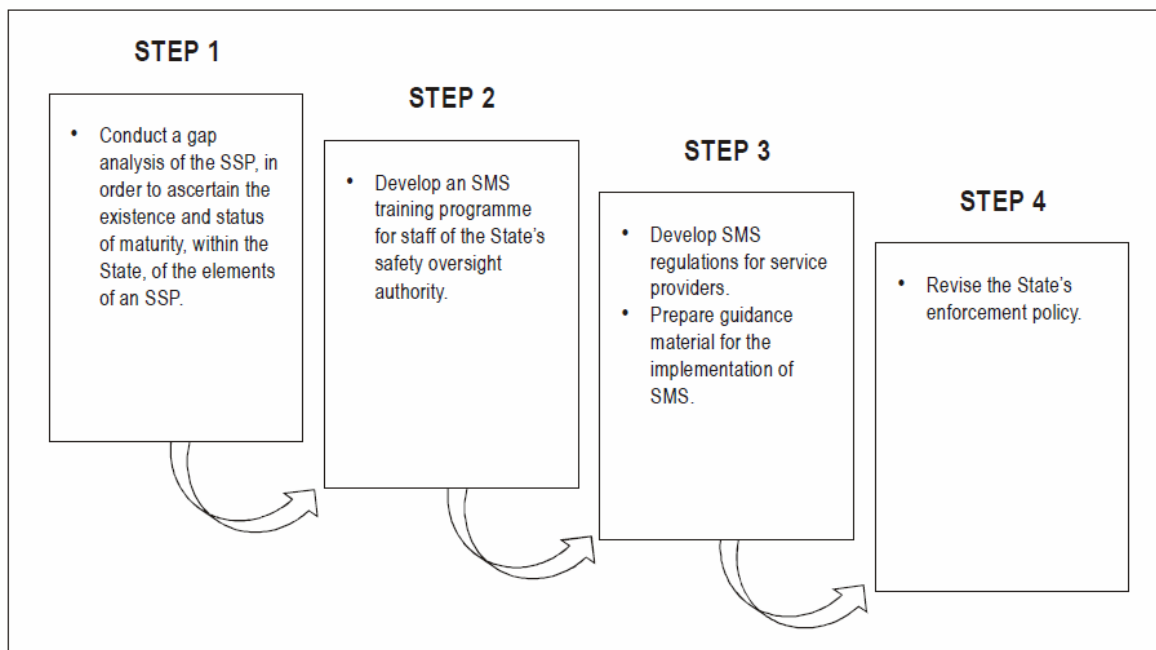 STEP 1
• Conduct a gap
analysis of the SSP, in
order to ascertain the
existence and status
of maturity, within the
State, of the elements
of an SSP.
STEP 2
• Develop an SMS
training programme
for staff of the State's
safety oversight
authority.
STEP 3
• Develop SMS
regulations for service
providers.
• Prepare guidance
material for the
implementation of
SMS.
STEP 4
• Revise the State's
enforcement policy.